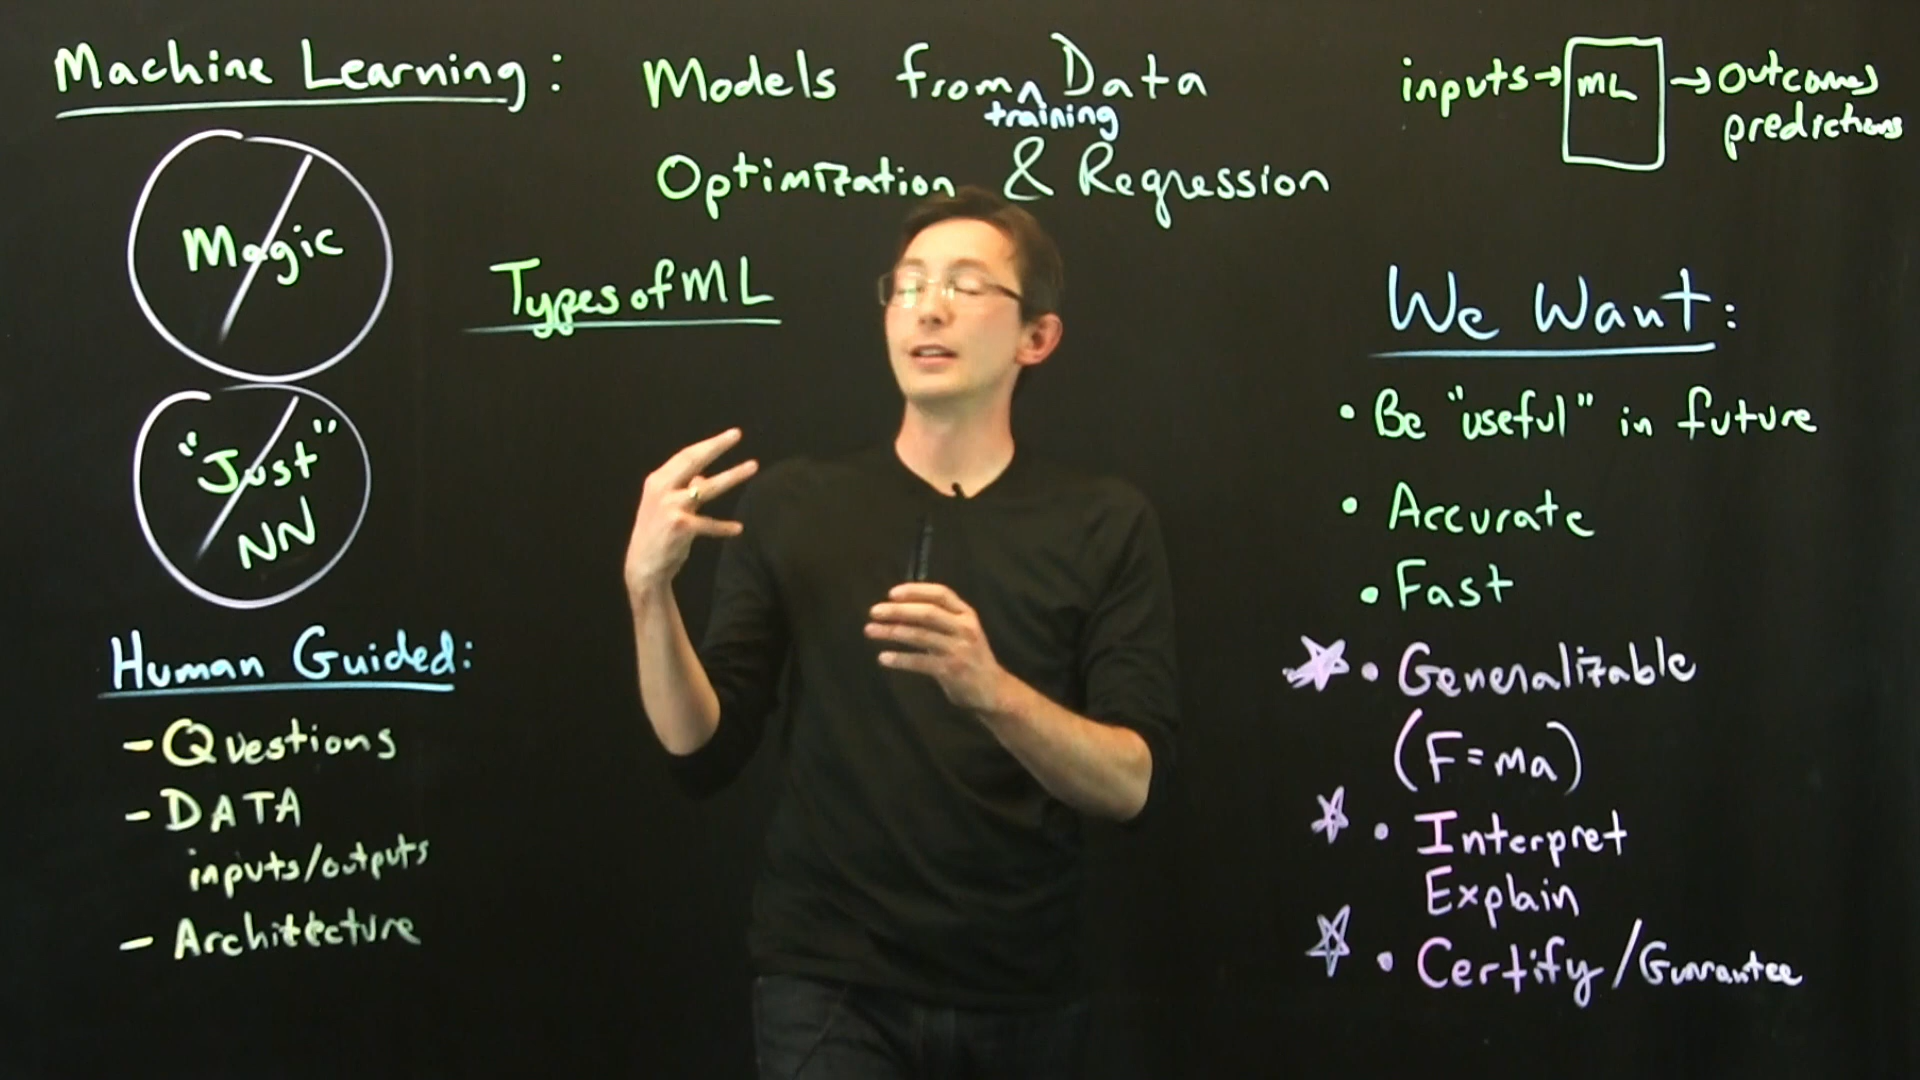 Machine Learning: Models from Data
training
Optimization & Regression
inputs → ML → outcomes
predictions
Magic
"Just"
NN
Types of ML
Human Guided:
- Questions
- DATA
inputs/outputs
- Architecture
We Want:
• Be "useful" in future
• Accurate
• Fast
• Generalizable
(F=ma)
• Interpret
Explain
• Certify/Guarantee